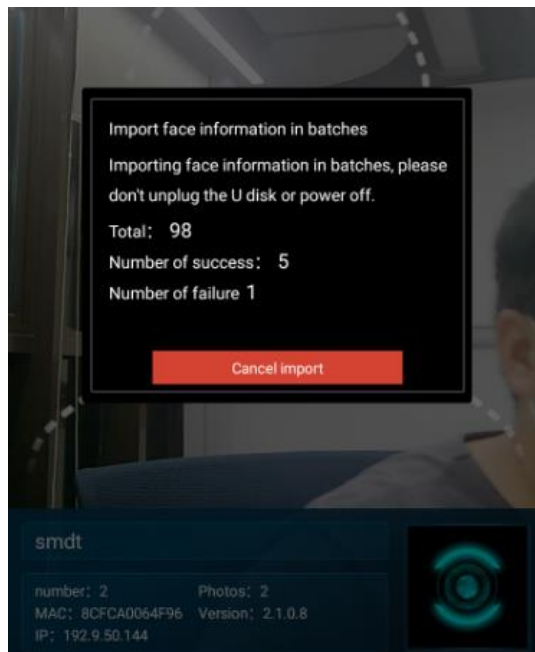 Import face information in batches
Importing face information in batches, please
don't unplug the U disk or power off.
Total： 98
Number of success： 5
Number of failure 1
Cancel import
smdt
number： 2 Photos： 2
MAC： 8CFCA0064F96 Version： 2.1.0.8
IP： 192.9.50.144